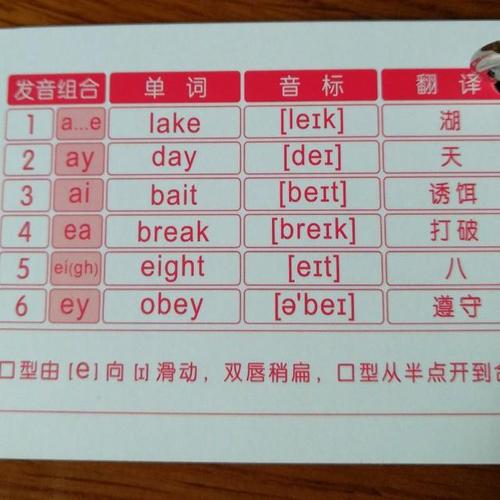 发音组合 单词 音标 翻译
1 a...e lake [leɪk] 湖
2 ay day [deɪ] 天
3 ai bait [beɪt] 诱饵
4 ea break [breɪk] 打破
5 ei(gh) eight [eɪt] 八
6 ey obey [ə'beɪ] 遵守
口型由[e]向[ɪ]滑动，双唇稍扁，口型从半点开到合